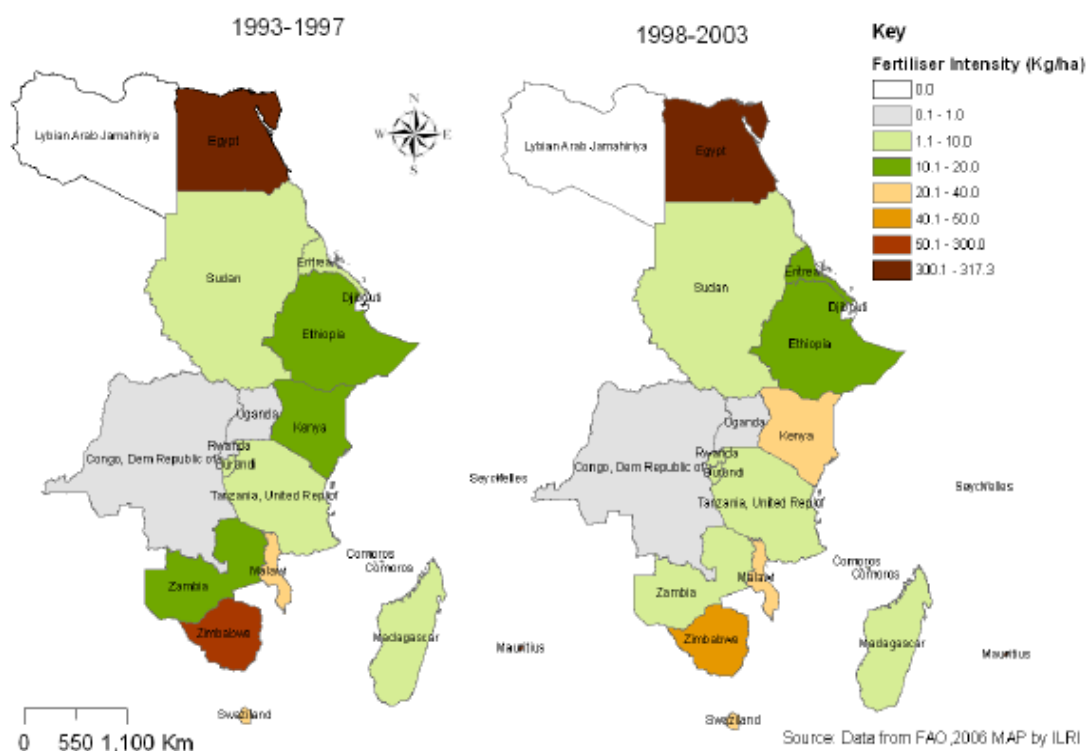 1993-1997
1998-2003
Key
Fertiliser Intensity (Kg/ha)
0.0
0.1 - 1.0
1.1 - 10.0
10.1 - 20.0
20.1 - 40.0
40.1 - 50.0
50.1 - 300.0
300.1 - 317.3
N
W E
S
Lybian Arab Jamahiriya
Egypt
Sudan
Eritrea
Djibouti
Ethiopia
Uganda
Kenya
Rwanda
Congo, Dem Republic of
Burundi
Tanzania, United Rep of
Seychelles
Comoros
Comoros
Malawi
Zambia
Zimbabwe
Madagascar
Mauritius
Swaziland
Lybian Arab Jamahiriya
Egypt
Sudan
Eritrea
Djibouti
Ethiopia
Uganda
Kenya
Rwanda
Congo, Dem Republic of
Burundi
Tanzania, United Rep of
Seychelles
Comoros
Comoros
Malawi
Zambia
Zimbabwe
Madagascar
Mauritius
Swaziland
0 550 1,100 Km
Source: Data from FAO,2006 MAP by ILRI